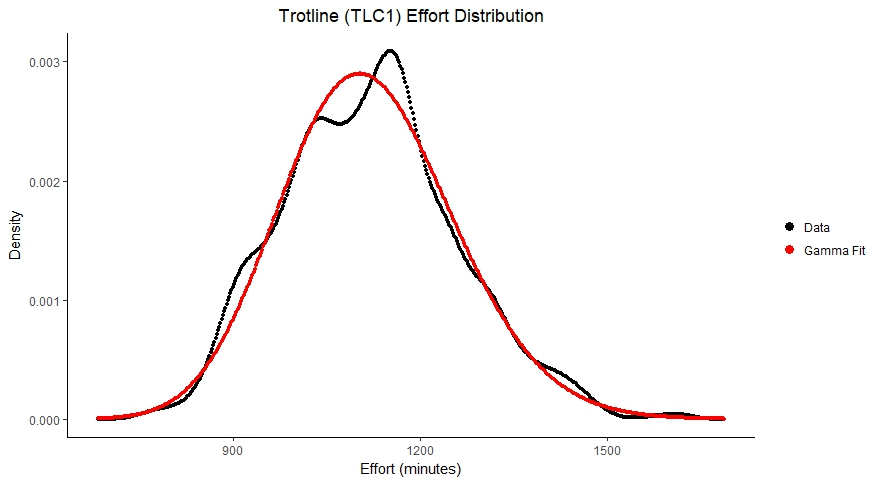 Trotline (TLC1) Effort Distribution
0.003
0.002
0.001
0.000
Density
900
1200
1500
Effort (minutes)
Data
Gamma Fit